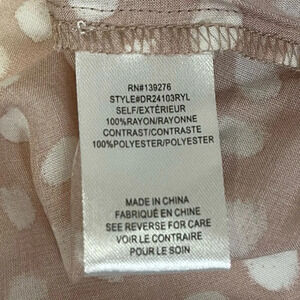 RN#139276
STYLE#DR24103RYL
SELF/EXTÉRIEUR
100%RAYON/RAYONNE
CONTRAST/CONTRASTE
100%POLYESTER/POLYESTER
MADE IN CHINA
FABRIQUÉ EN CHINE
SEE REVERSE FOR CARE
VOIR LE CONTRAIRE
POUR LE SOIN